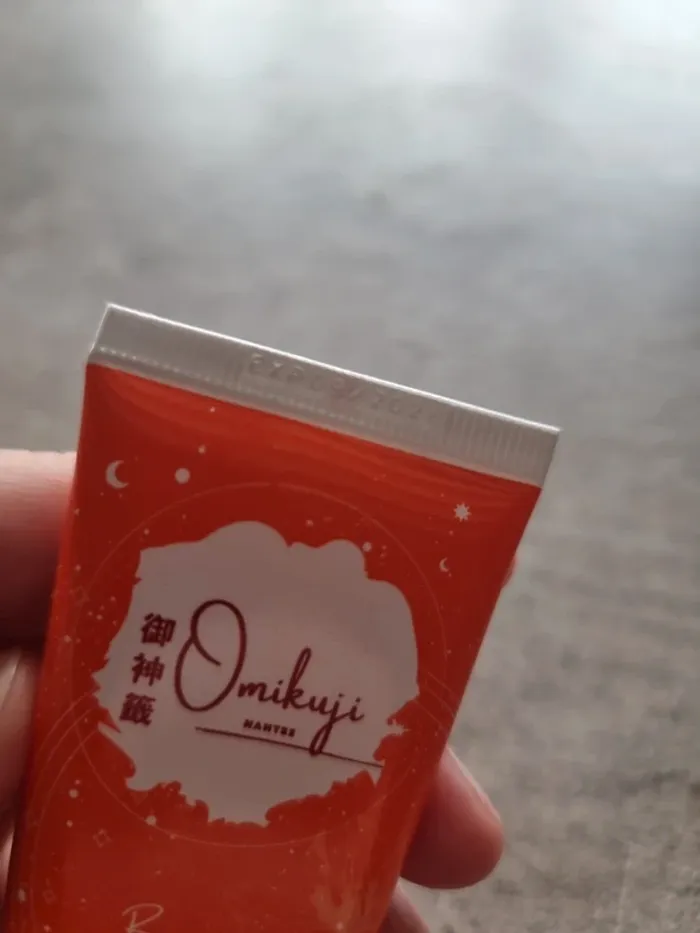 御神籤
Omikuji
NANTES